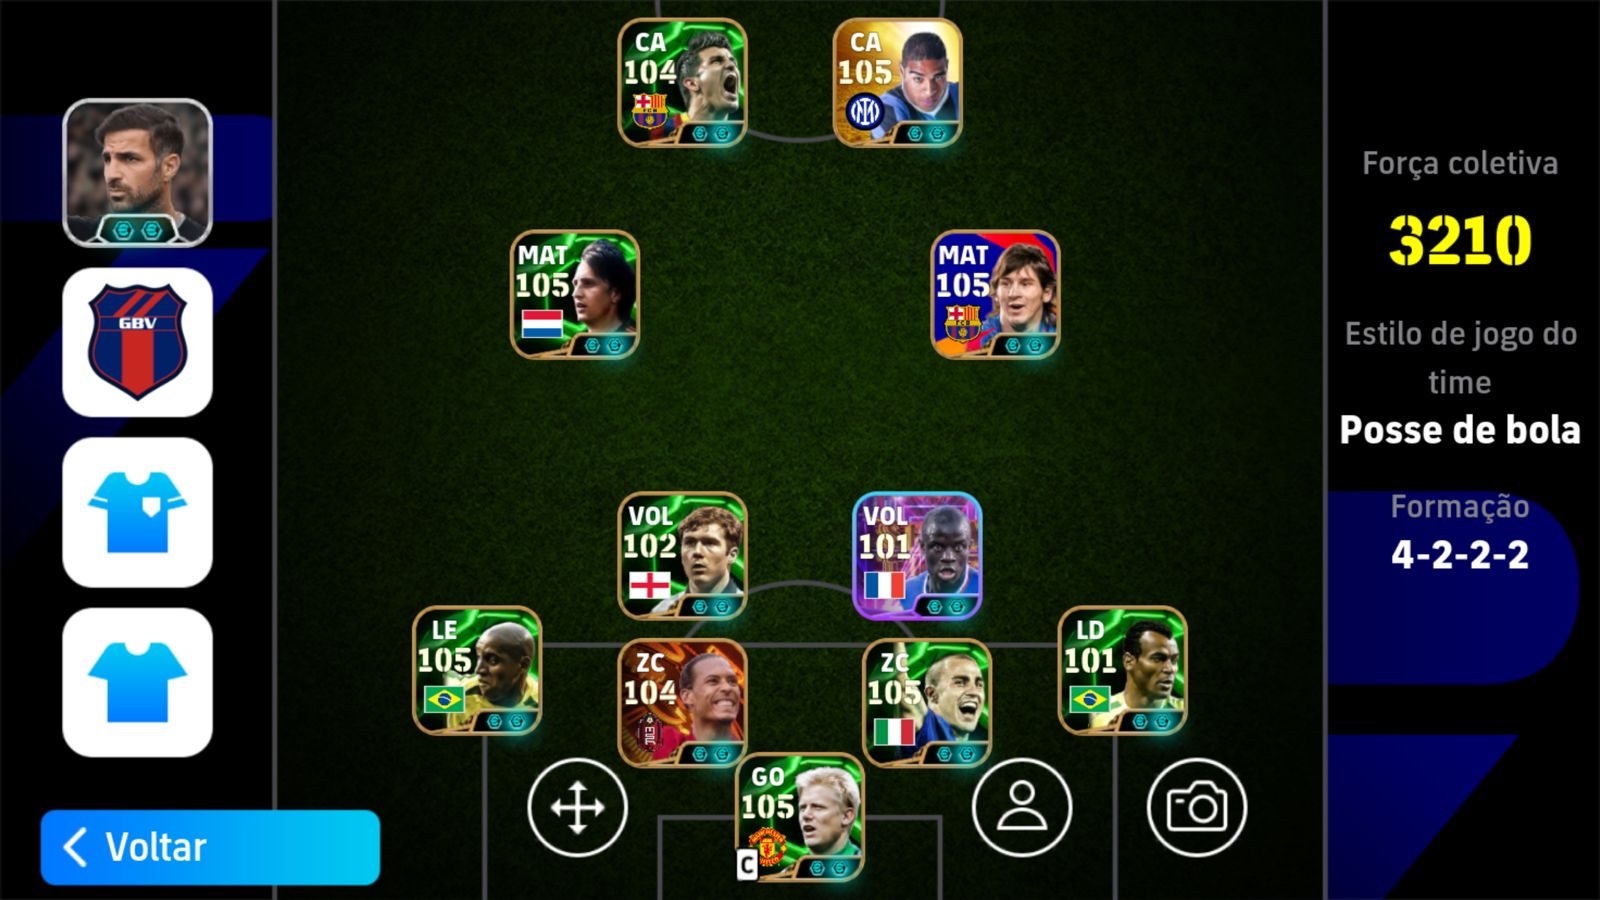 CA
104
CA
105
MAT
105
MAT
105
GBV
VOL
102
VOL
101
LE
105
ZC
104
ZC
105
LD
101
GO
105
C
Voltar
Força coletiva
3210
Estilo de jogo do
time
Posse de bola
Formação
4-2-2-2